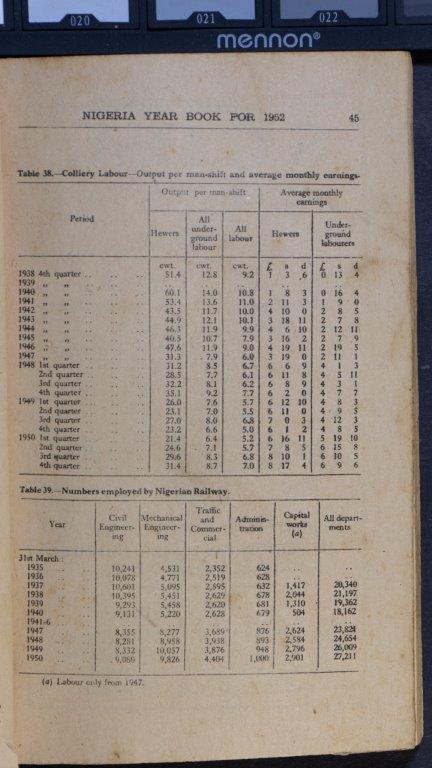 020 021 022
mennon®
NIGERIA YEAR BOOK FOR 1952 45
Table 38.—Colliery Labour—Output per man-shift and average monthly earnings.
Output per man-shift Average monthly earnings
Period Hewers All under-ground labour All labour Hewers Under-ground labourers
cwt. cwt. cwt. £ s d £ s d
1938 4th quarter .. 51.4 12.8 9.2 1 3 6 0 13 4
1939 „ „ .. .. .. .. ..
1940 „ „ 60.1 14.0 10.8 1 8 3 0 16 4
1941 „ „ 53.4 13.6 11.0 2 11 3 1 9 0
1942 „ „ 43.5 11.7 10.0 4 10 0 2 8 5
1943 „ „ 44.9 12.1 10.1 3 18 11 2 7 8
1944 „ „ 46.3 11.9 9.9 4 6 10 2 12 11
1945 „ „ 40.5 10.7 7.9 3 16 2 2 7 9
1946 „ „ 47.6 11.9 9.0 4 19 11 2 19 5
1947 „ „ 31.3 7.9 6.0 3 19 0 2 11 1
1948 1st quarter 31.2 8.5 6.7 6 6 9 4 1 3
2nd quarter 28.5 7.7 6.1 6 11 8 4 5 11
3rd quarter 32.2 8.1 6.2 6 8 9 4 3 1
4th quarter 35.1 9.2 7.7 6 2 0 4 7 7
1949 1st quarter 26.0 7.6 5.7 6 12 10 4 8 3
2nd quarter 23.1 7.0 5.5 6 11 0 4 9 5
3rd quarter 27.0 8.0 6.8 7 0 3 4 12 3
4th quarter 23.2 6.6 5.0 6 1 2 4 8 5
1950 1st quarter 21.4 6.4 5.2 6 16 11 5 19 10
2nd quarter 24.6 7.1 5.7 7 8 5 6 15 8
3rd quarter 29.6 8.3 6.8 8 10 1 6 10 5
4th quarter 31.4 8.7 7.0 8 17 4 6 9 6
Table 39.—Numbers employed by Nigerian Railway.
Year Civil Engineer-ing Mechanical Engineer-ing Traffic and Commer-cial Adminis-tration Capital works (a) All depart-ments
31st March :
1935 10,241 4,531 2,352 624 .. ..
1936 10,078 4,771 2,519 628
1937 10,601 5,095 2,595 632 1,417 20,340
1938 10,395 5,451 2,629 678 2,044 21,197
1939 9,293 5,458 2,620 681 1,310 19,362
1940 9,131 5,220 2,628 679 504 18,162
1941-6 .. .. .. .. .. ..
1947 8,355 8,277 3,689 876 2,624 23,821
1948 8,281 8,958 3,938 893 2,584 24,654
1949 8,332 10,057 3,876 948 2,796 26,009
1950 9,080 9,826 4,404 1,000 2,901 27,211
(a) Labour only from 1947.